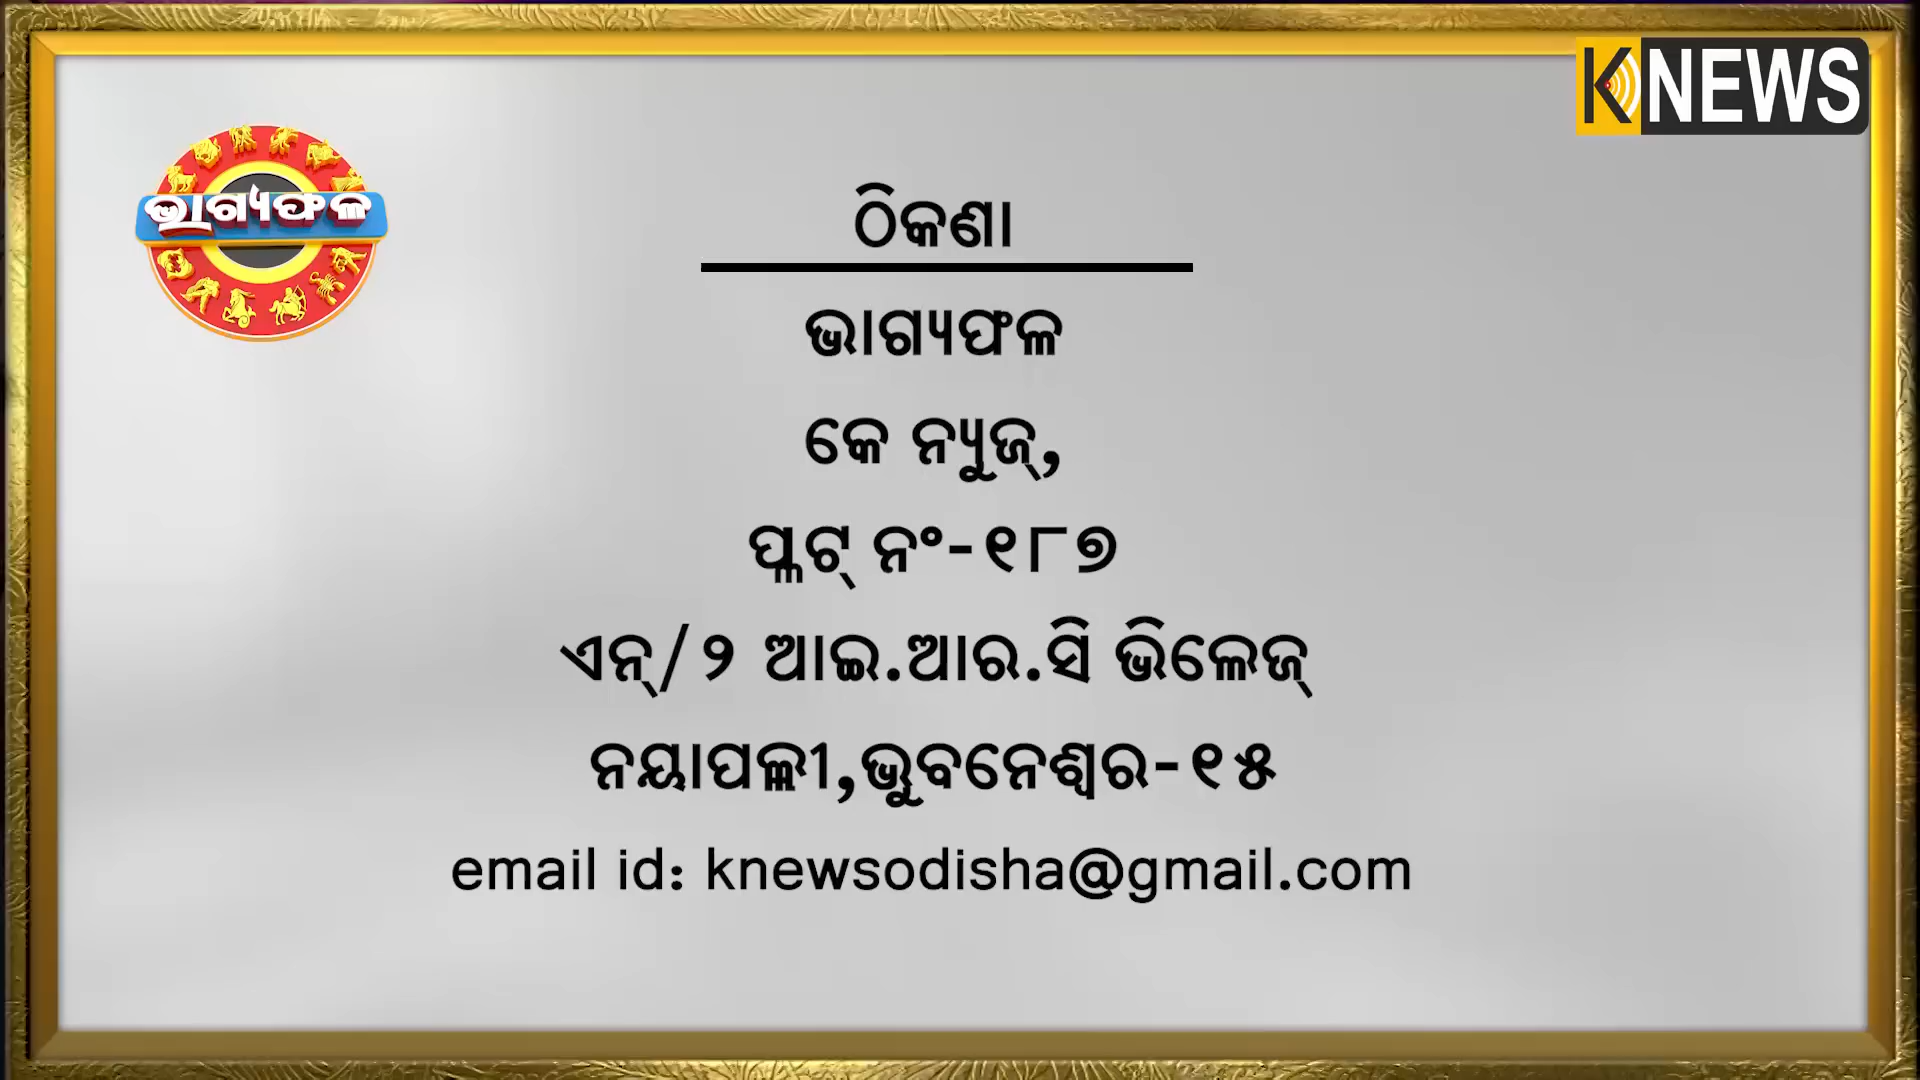 KNEWS
ଭାଗ୍ୟଫଳ
ଠିକଣା
ଭାଗ୍ୟଫଳ
କେ ନ୍ୟୁଜ୍,
ପ୍ଲଟ୍ ନଂ-୧୮୭
ଏନ୍/୨ ଆଇ.ଆର.ସି ଭିଲେଜ୍
ନୟାପଲ୍ଲୀ,ଭୁବନେଶ୍ୱର-୧୫
email id: knewsodisha@gmail.com